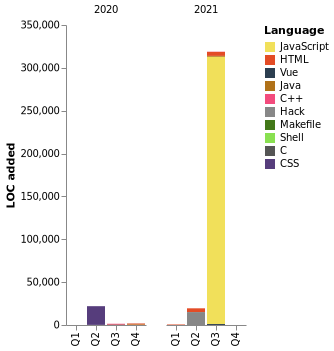 2020 2021
Language
JavaScript
HTML
Vue
Java
C++
Hack
Makefile
Shell
C
CSS
LOC added
350,000
300,000
250,000
200,000
150,000
100,000
50,000
0
Q1 Q2 Q3 Q4 Q1 Q2 Q3 Q4